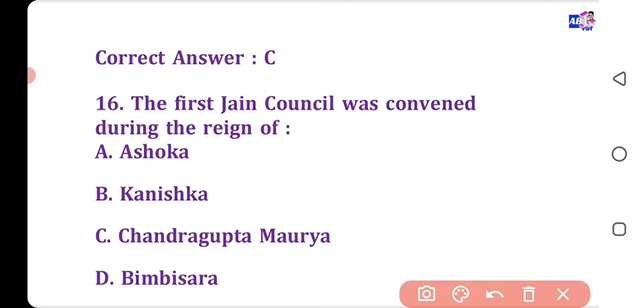 Correct Answer : C
16. The first Jain Council was convened
during the reign of :
A. Ashoka
B. Kanishka
C. Chandragupta Maurya
D. Bimbisara